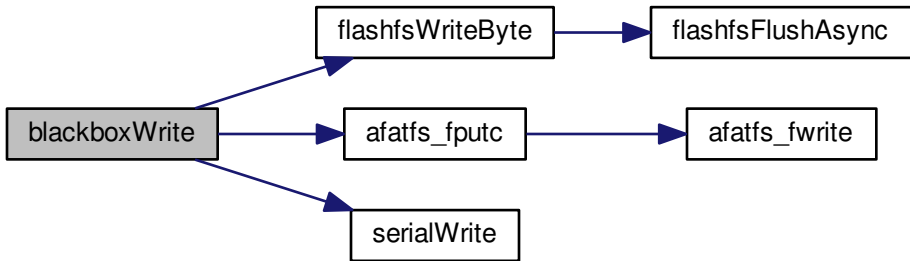 flashfsWriteByte
flashfsFlushAsync
blackboxWrite
afatfs_fputc
afatfs_fwrite
serialWrite